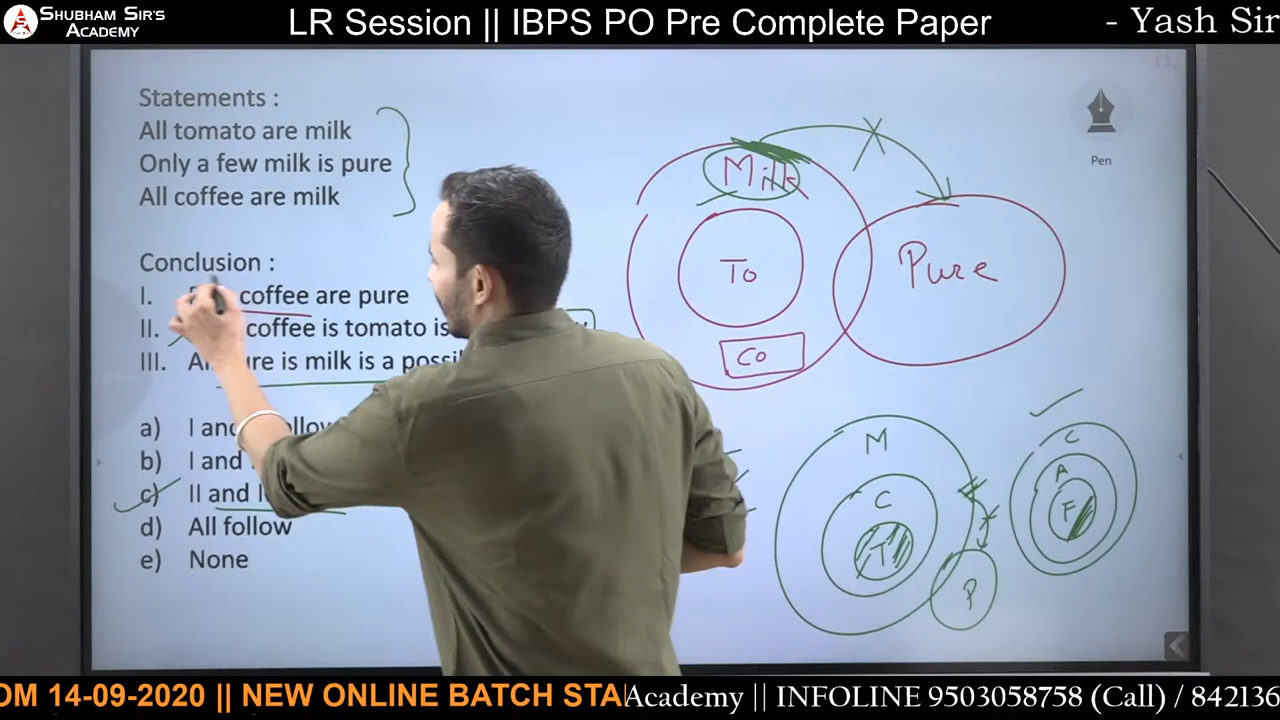 SHUBHAM SIR'S
ACADEMY
LR Session || IBPS PO Pre Complete Paper
- Yash Sir
Statements :
All tomato are milk
Only a few milk is pure
All coffee are milk
Conclusion :
I. coffee are pure
II. coffee is tomato is
III. is milk is a
a) I and
b) I and
c) II and
d) All follow
e) None
Milk
To
Co
Pure
Pen
M
C
T
P
C
A
F
OM 14-09-2020 || NEW ONLINE BATCH STA
Academy || INFOLINE 9503058758 (Call) / 842136